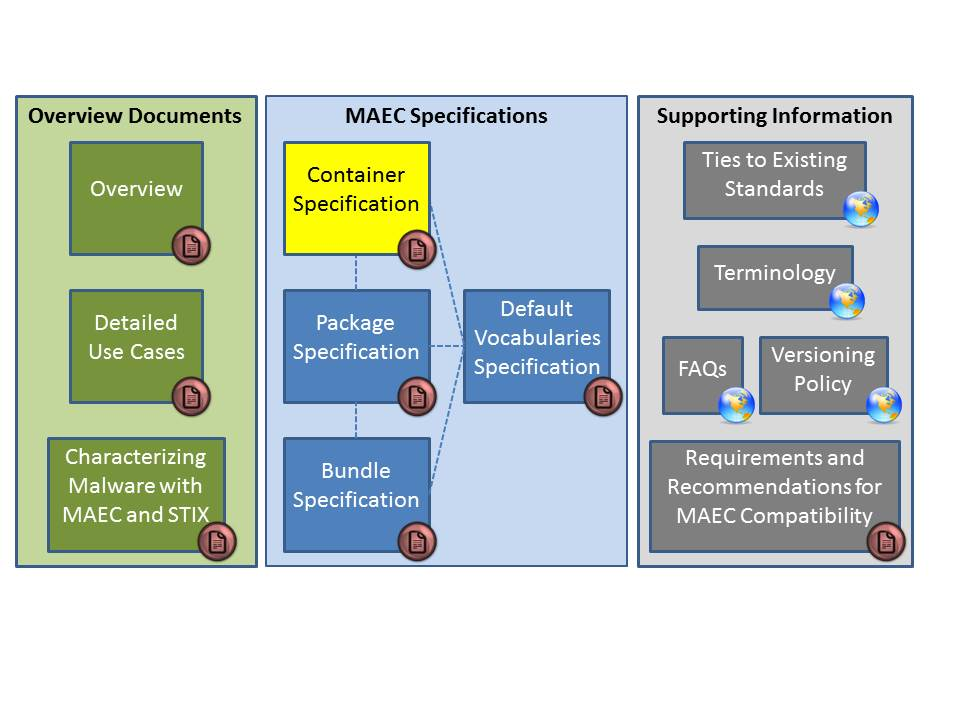 Overview Documents
Overview
Detailed
Use Cases
Characterizing
Malware with
MAEC and STIX
MAEC Specifications
Container
Specification
Package
Specification
Bundle
Specification
Default
Vocabularies
Specification
Supporting Information
Ties to Existing
Standards
Terminology
FAQs
Versioning
Policy
Requirements and
Recommendations for
MAEC Compatibility